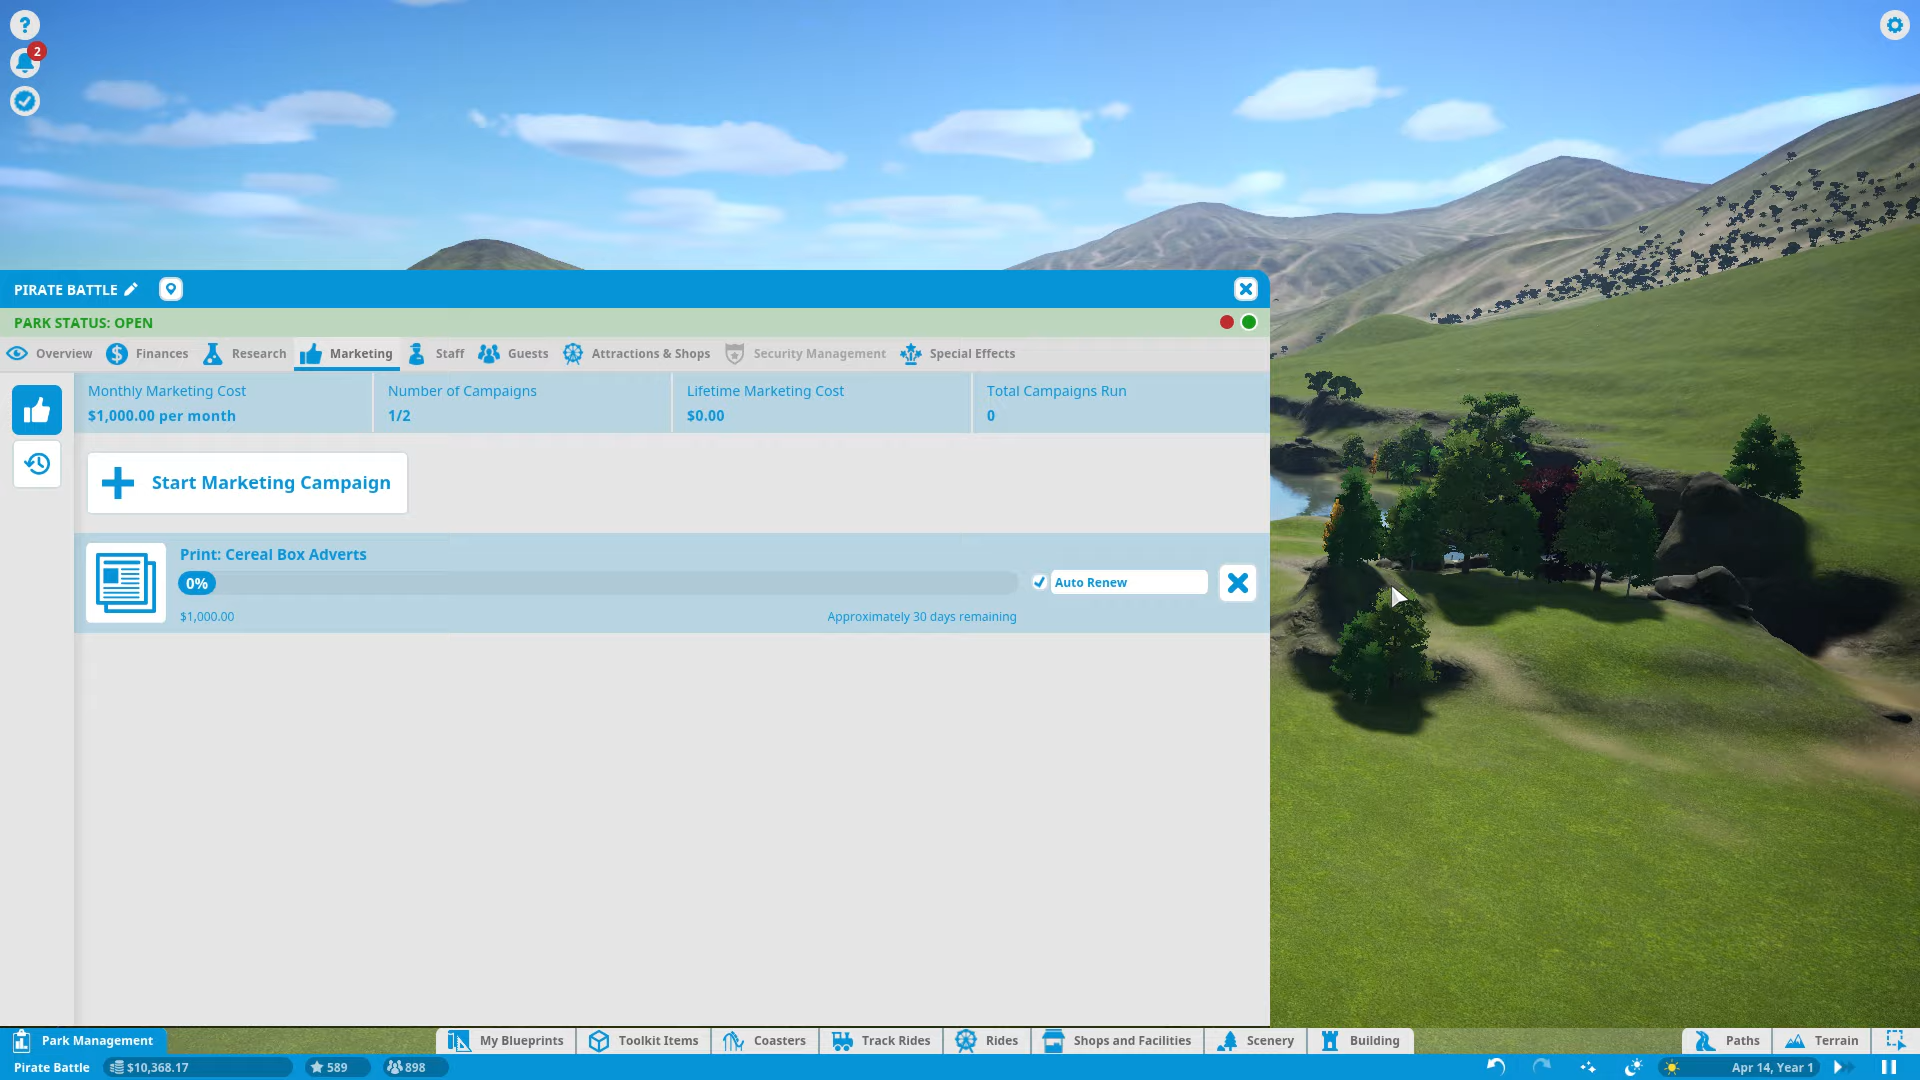 ?
2
PIRATE BATTLE
PARK STATUS: OPEN
Overview
Finances
Research
Marketing
Staff
Guests
Attractions & Shops
Security Management
Special Effects
Monthly Marketing Cost
$1,000.00 per month
Number of Campaigns
1/2
Lifetime Marketing Cost
$0.00
Total Campaigns Run
0
Start Marketing Campaign
Print: Cereal Box Adverts
0%
Auto Renew
$1,000.00
Approximately 30 days remaining
Park Management
My Blueprints
Toolkit Items
Coasters
Track Rides
Rides
Shops and Facilities
Scenery
Building
Paths
Terrain
Pirate Battle
$10,368.17
589
898
Apr 14, Year 1